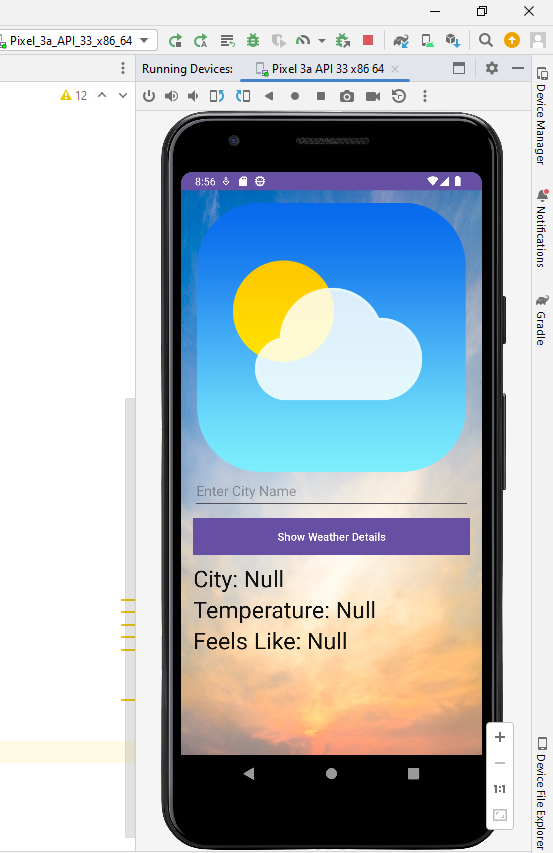 Pixel_3a_API_33_x86_64
Running Devices:
Pixel 3a API 33 x86 64
12
8:56
Enter City Name
Show Weather Details
City: Null
Temperature: Null
Feels Like: Null
1:1
Device Manager
Notifications
Gradle
Device File Explorer